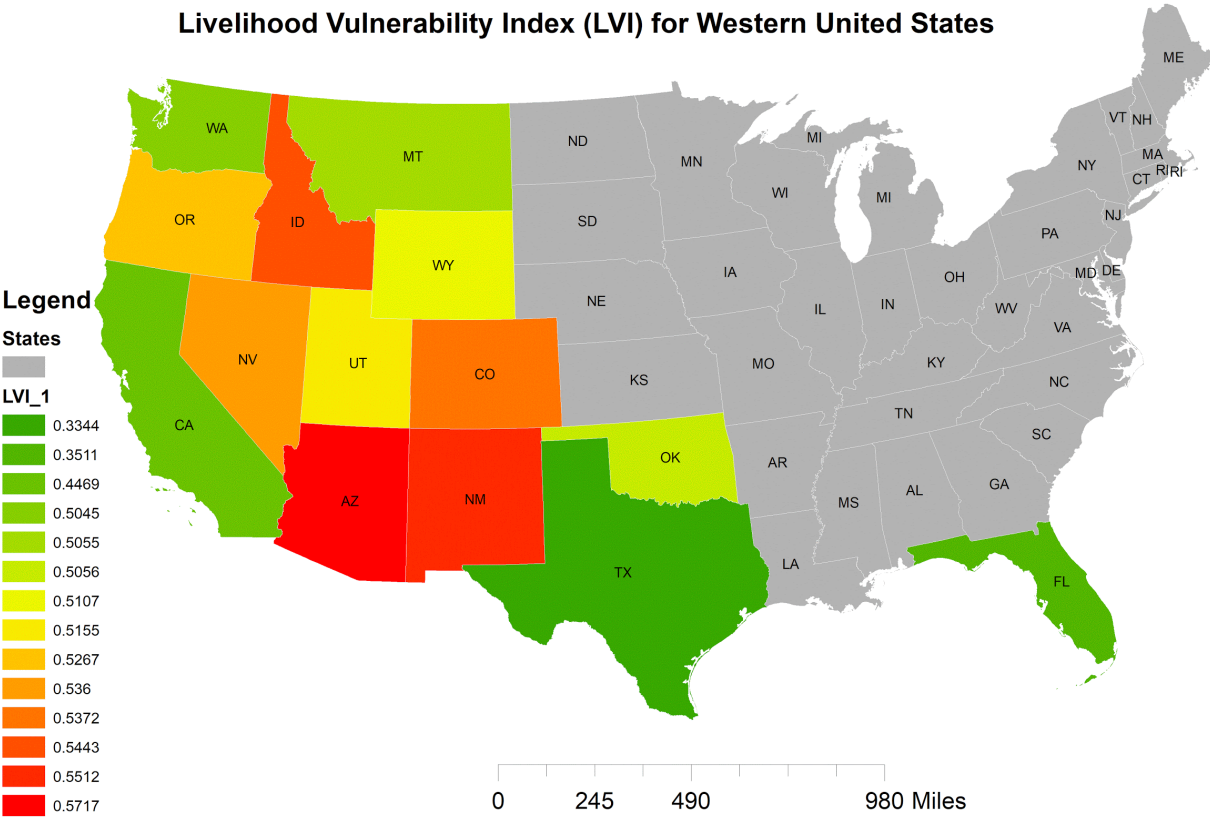 Livelihood Vulnerability Index (LVI) for Western United States
ME
WA
VT NH
ND
MI
MT
MN
MA
NY
RI RI
WI
CT
MI
OR
ID
SD
NJ
PA
WY
IA
MD DE
OH
Legend
NE
IN
WV
IL
VA
States
NV
UT
MO
KY
CO
KS
NC
LVI_1
TN
CA
0.3344
SC
0.3511
OK
AR
0.4469
GA
AZ
NM
AL
MS
0.5045
0.5055
LA
TX
0.5056
FL
0.5107
0.5155
0.5267
0.536
0.5372
0.5443
0.5512
0.5717
0 245 490 980 Miles